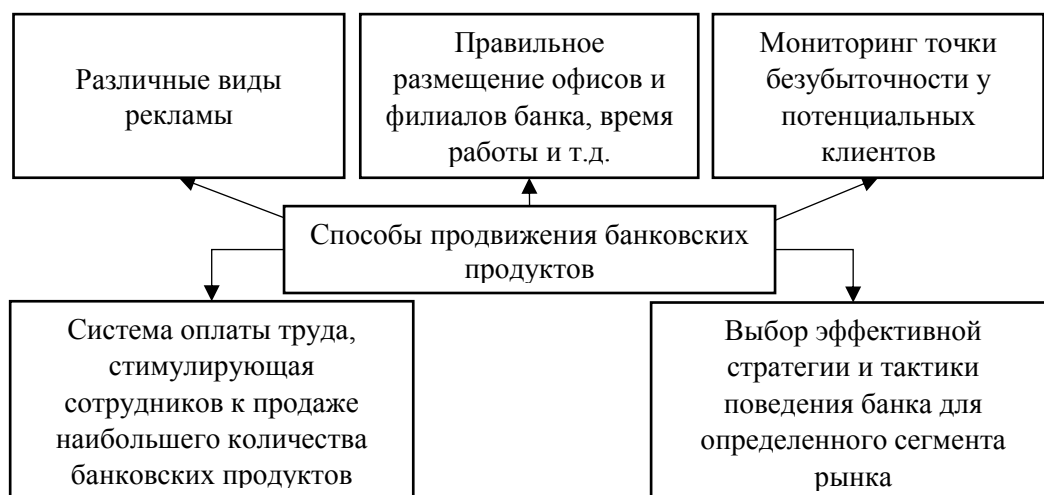 Различные виды
рекламы
Правильное
размещение офисов и
филиалов банка, время
работы и т.д.
Мониторинг точки
безубыточности у
потенциальных
клиентов
Способы продвижения банковских
продуктов
Система оплаты труда,
стимулирующая
сотрудников к продаже
наибольшего количества
банковских продуктов
Выбор эффективной
стратегии и тактики
поведения банка для
определенного сегмента
рынка